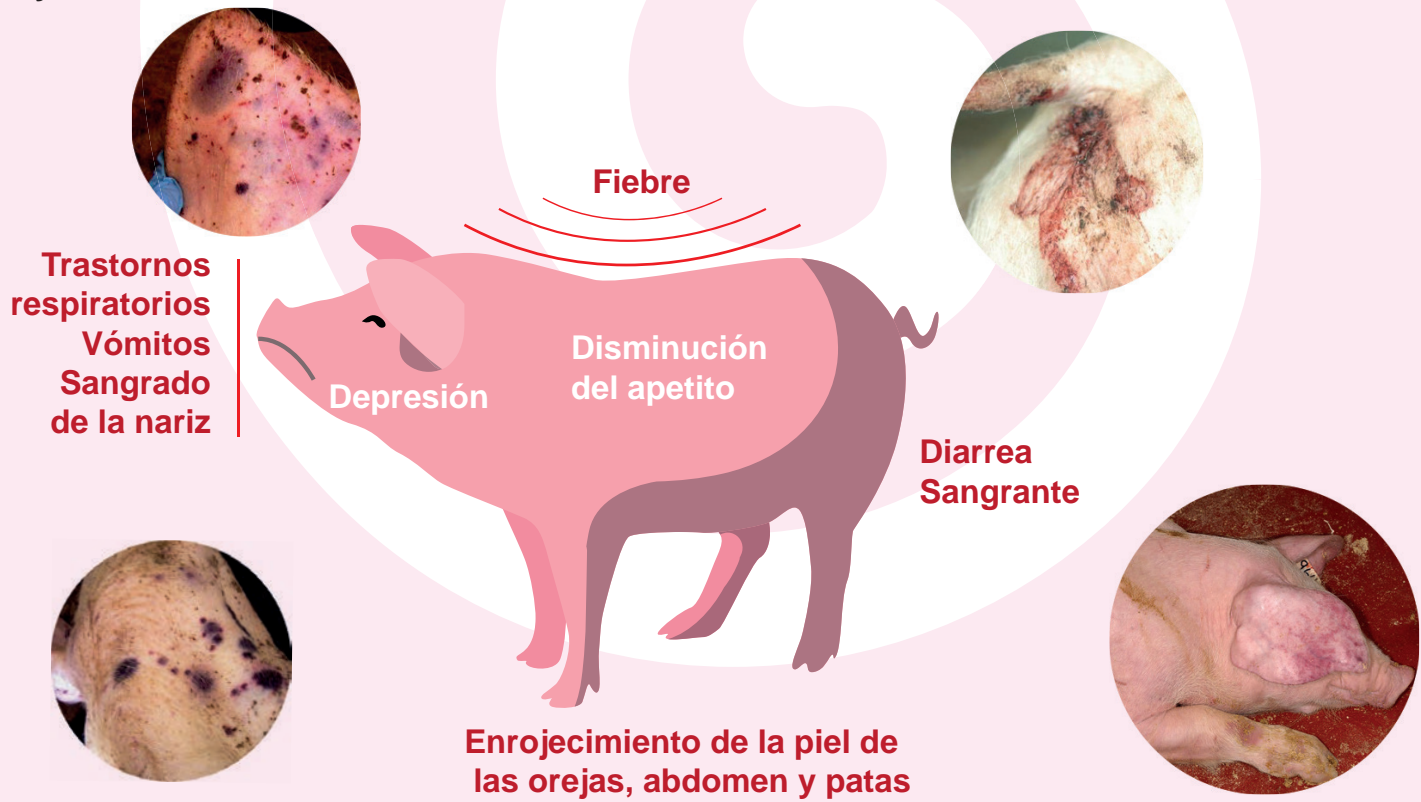 Fiebre
Trastornos
respiratorios
Vómitos
Sangrado
de la nariz
Depresión
Disminución
del apetito
Diarrea
Sangrante
Enrojecimiento de la piel de
las orejas, abdomen y patas